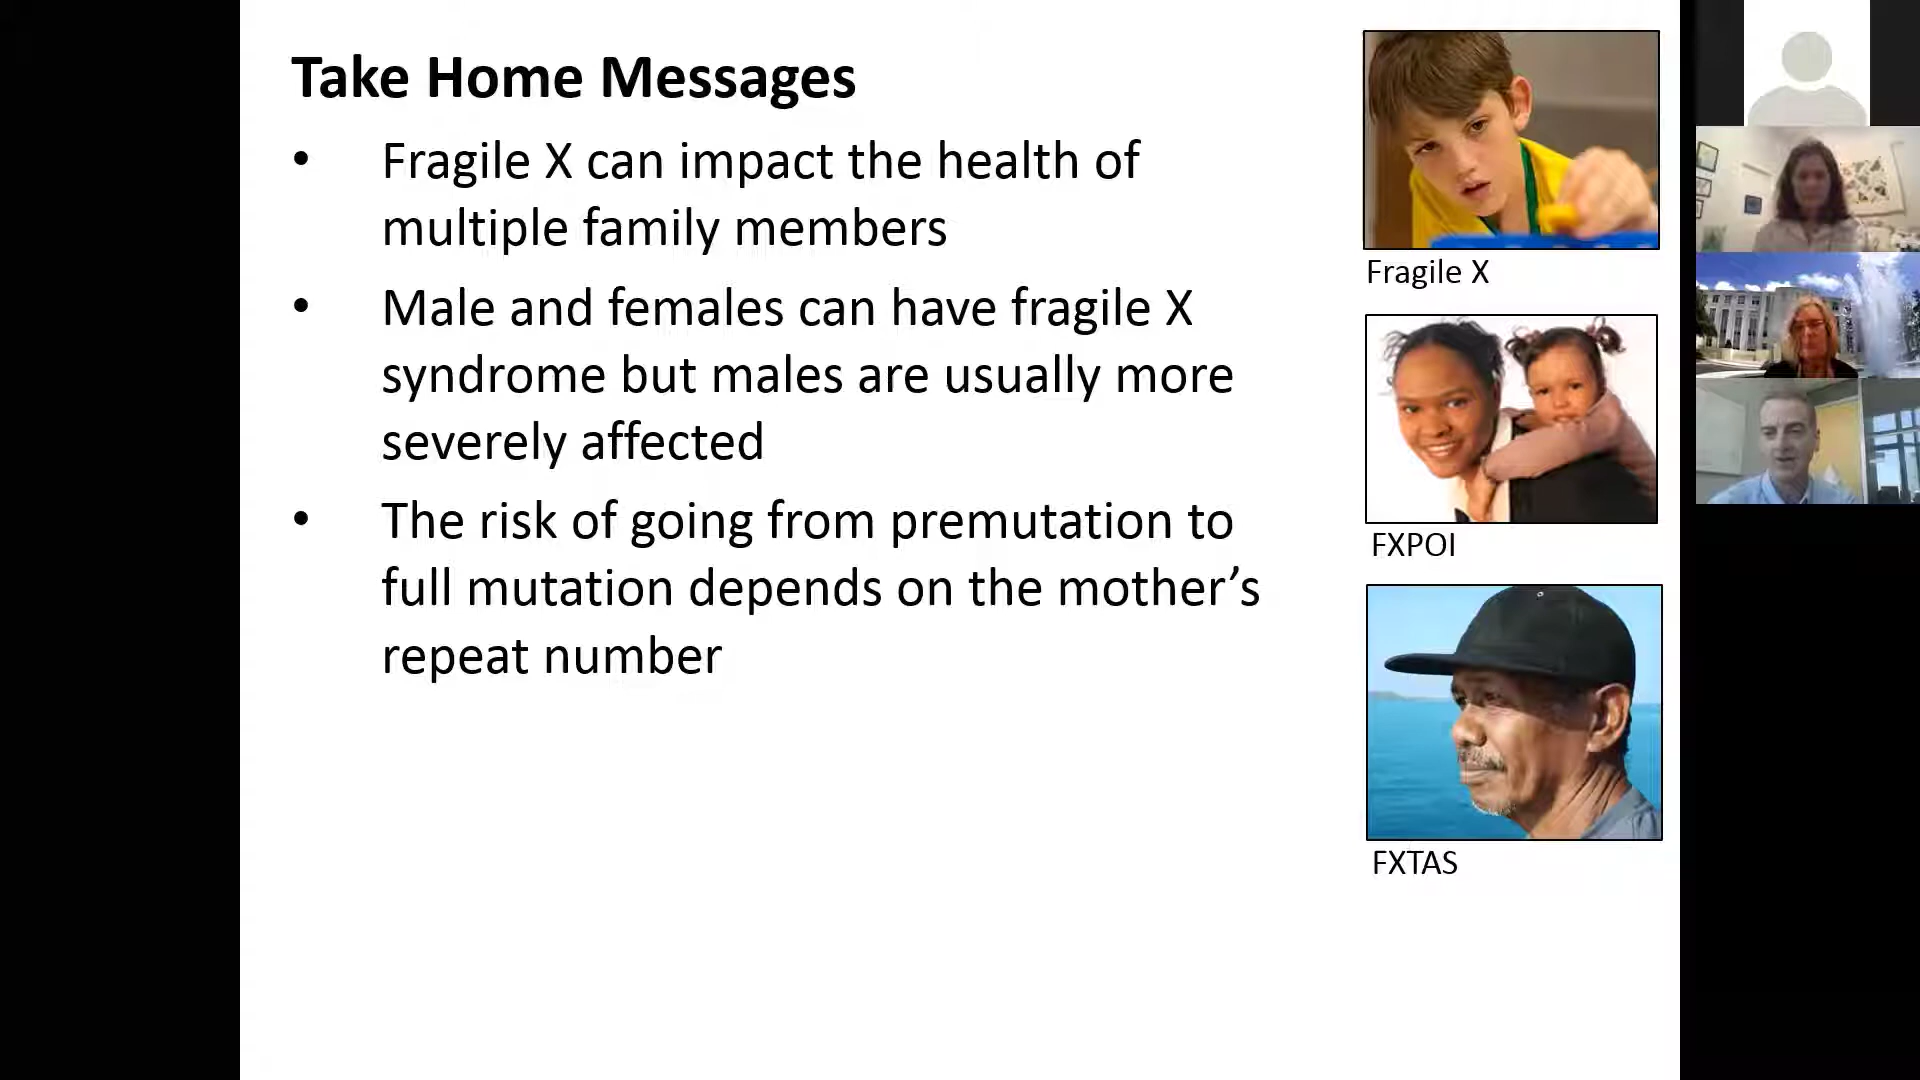 Take Home Messages
• Fragile X can impact the health of
multiple family members
• Male and females can have fragile X
syndrome but males are usually more
severely affected
• The risk of going from premutation to
full mutation depends on the mother’s
repeat number
Fragile X
FXPOI
FXTAS